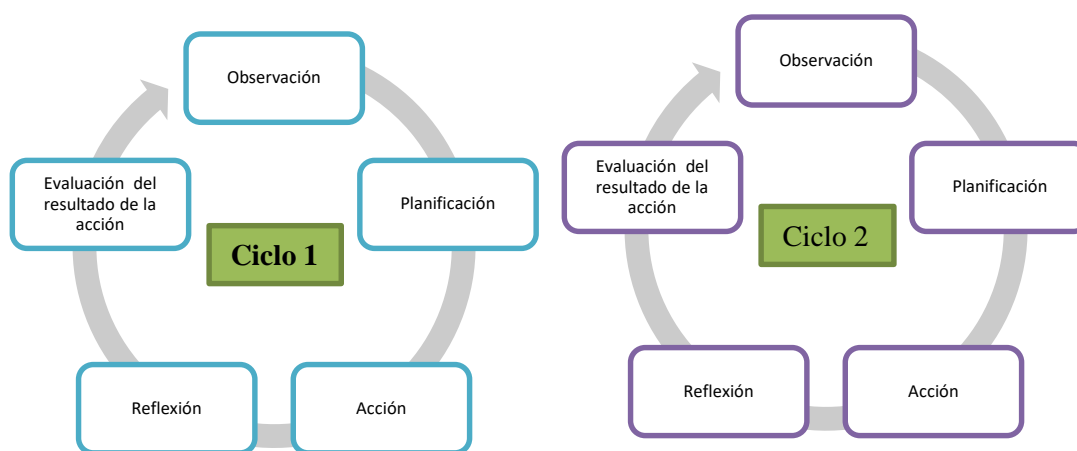 Observación
Planificación
Acción
Reflexión
Evaluación del
resultado de la
acción
Ciclo 1
Observación
Planificación
Acción
Reflexión
Evaluación del
resultado de la
acción
Ciclo 2